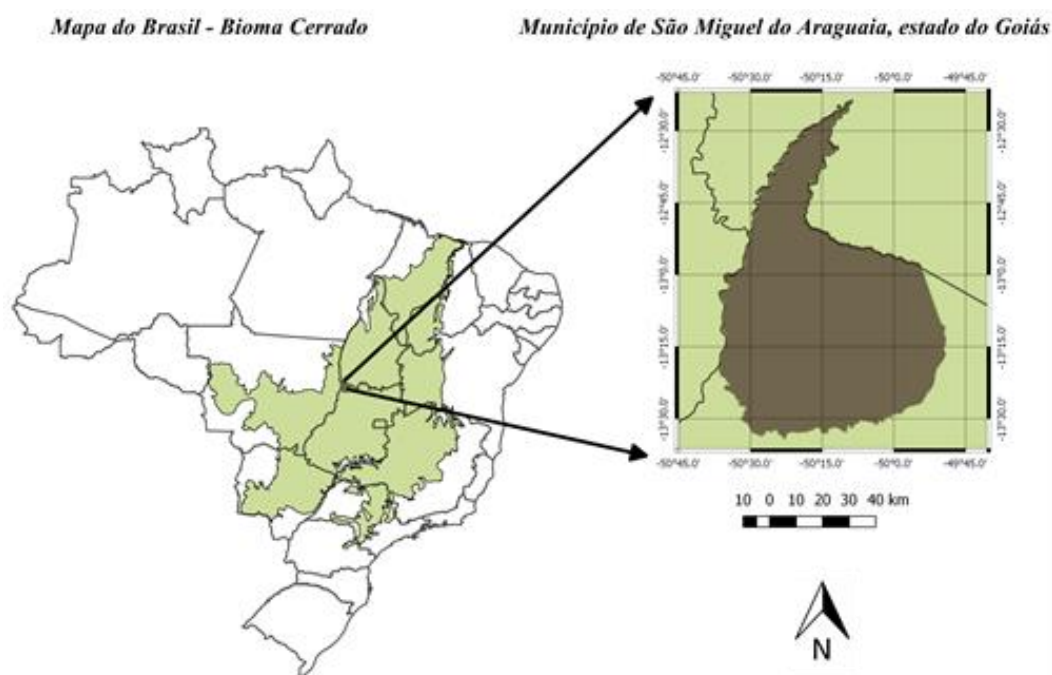 Mapa do Brasil - Bioma Cerrado
Município de São Miguel do Araguaia, estado do Goiás
-50°45.0' -50°30.0' -50°15.0' -50°0.0' -49°45.0'
-12°30.0' -12°30.0'
-12°45.0' -12°45.0'
-13°0.0' -13°0.0'
-13°15.0' -13°15.0'
-13°30.0' -13°30.0'
-50°45.0' -50°30.0' -50°15.0' -50°0.0' -49°45.0'
10 0 10 20 30 40 km
N